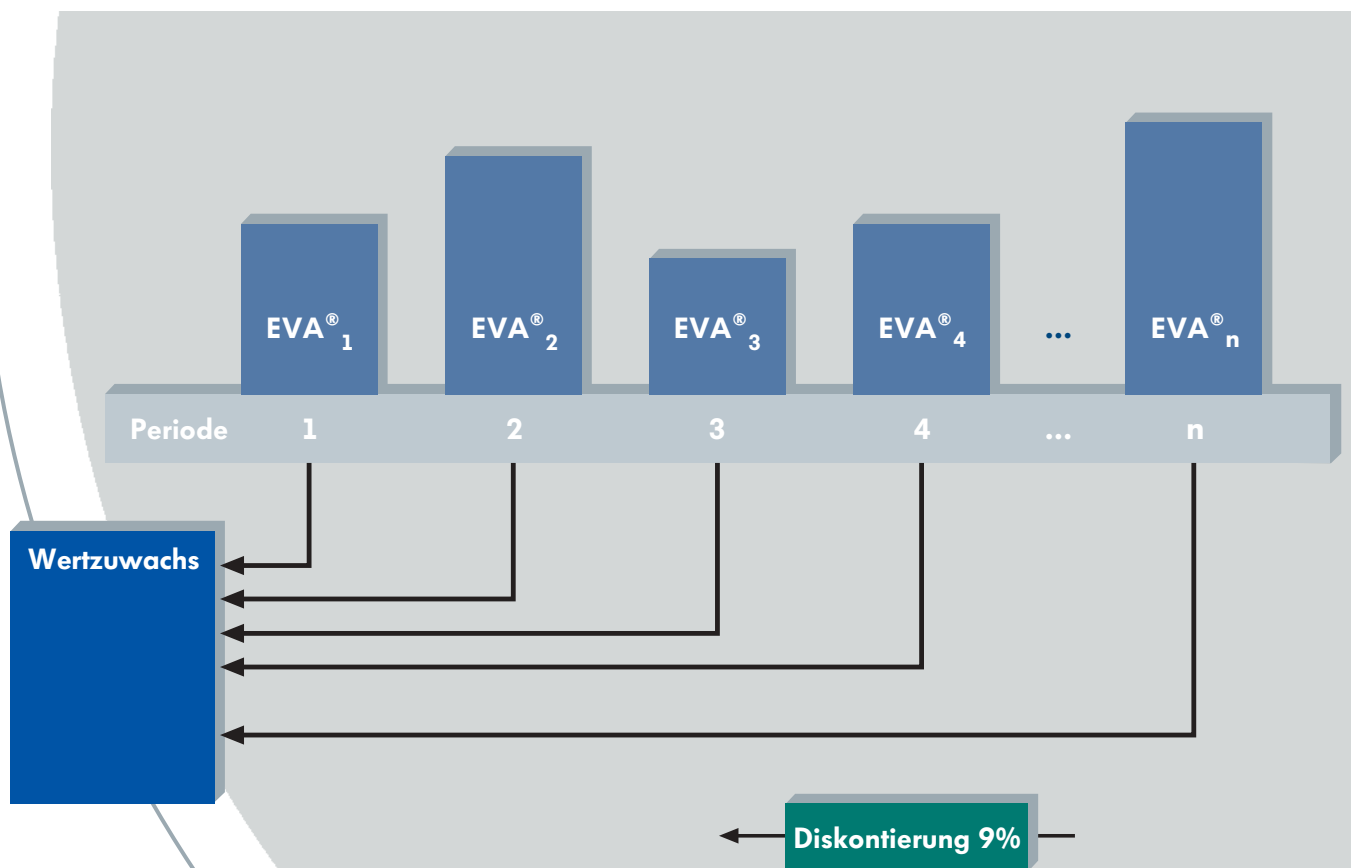 EVA®1 EVA®2 EVA®3 EVA®4 ... EVA®n
Periode 1 2 3 4 ... n
Wertzuwachs
Diskontierung 9%